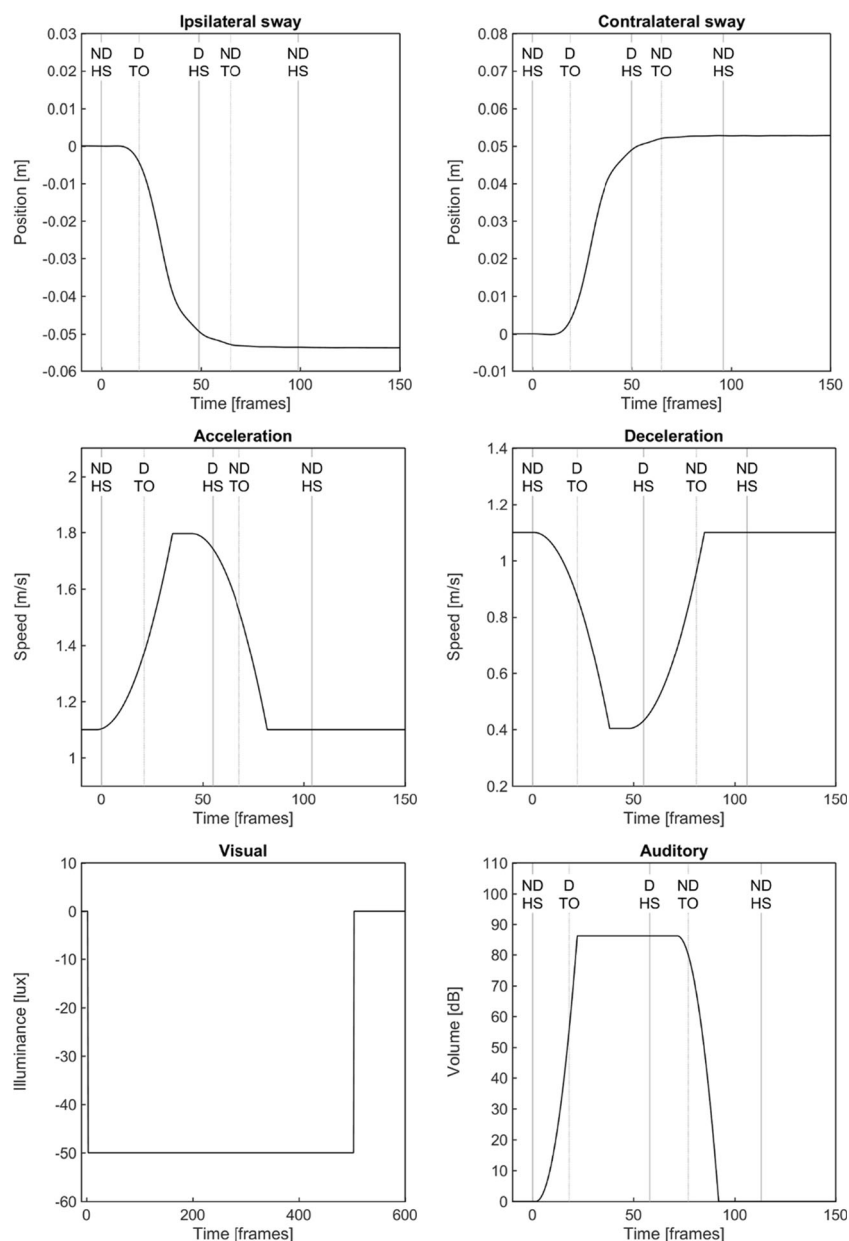 Ipsilateral sway
0.03
ND D D ND ND
HS TO HS TO HS
0.02
0.01
0
-0.01
-0.02
-0.03
-0.04
-0.05
-0.06
Position [m]
0 50 100 150
Time [frames]
Contralateral sway
0.08
ND D D ND ND
HS TO HS TO HS
0.07
0.06
0.05
0.04
0.03
0.02
0.01
0
-0.01
Position [m]
0 50 100 150
Time [frames]
Acceleration
ND D D ND ND
HS TO HS TO HS
2
1.8
1.6
1.4
1.2
1
Speed [m/s]
0 50 100 150
Time [frames]
Deceleration
1.4
ND D D ND ND
HS TO HS TO HS
1.2
1
0.8
0.6
0.4
0.2
Speed [m/s]
0 50 100 150
Time [frames]
Visual
10
0
-10
-20
-30
-40
-50
-60
Illuminance [lux]
0 200 400 600
Time [frames]
Auditory
110
ND D D ND ND
HS TO HS TO HS
100
90
80
70
60
50
40
30
20
10
0
Volume [dB]
0 50 100 150
Time [frames]